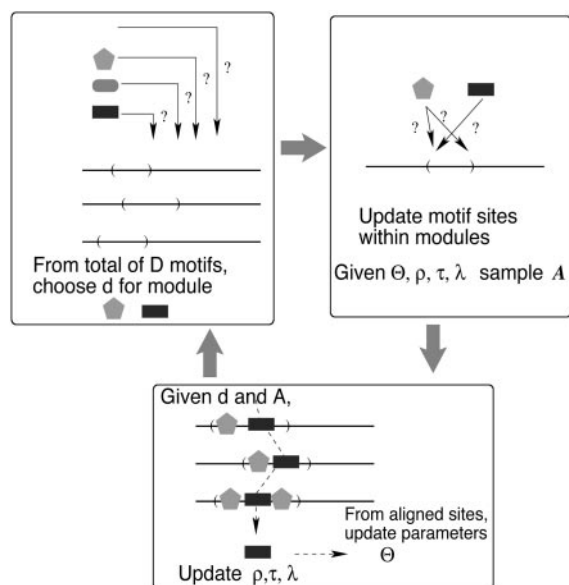 ?
?
?
?
From total of D motifs,
choose d for module
?
?
?
Update motif sites
within modules
Given Θ, ρ, τ, λ sample A
Given d and A,
From aligned sites,
update parameters
Θ
Update ρ,τ, λ